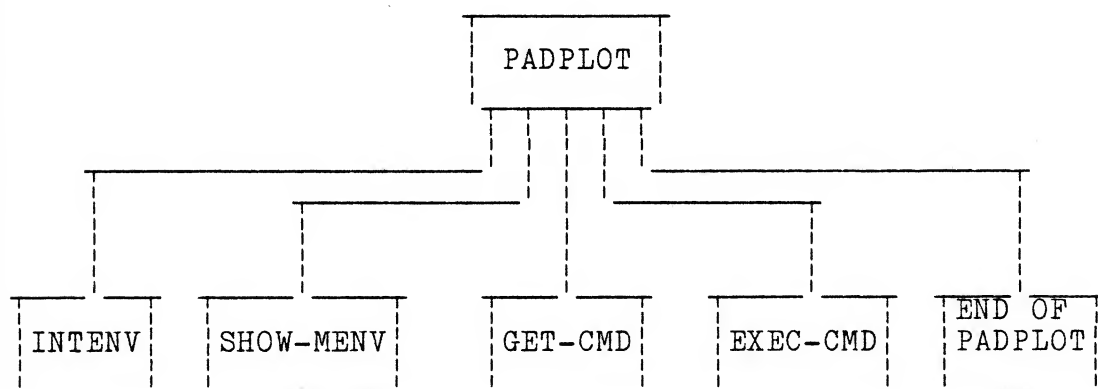 PADPLOT
INTENV
SHOW-MENV
GET-CMD
EXEC-CMD
END OF
PADPLOT